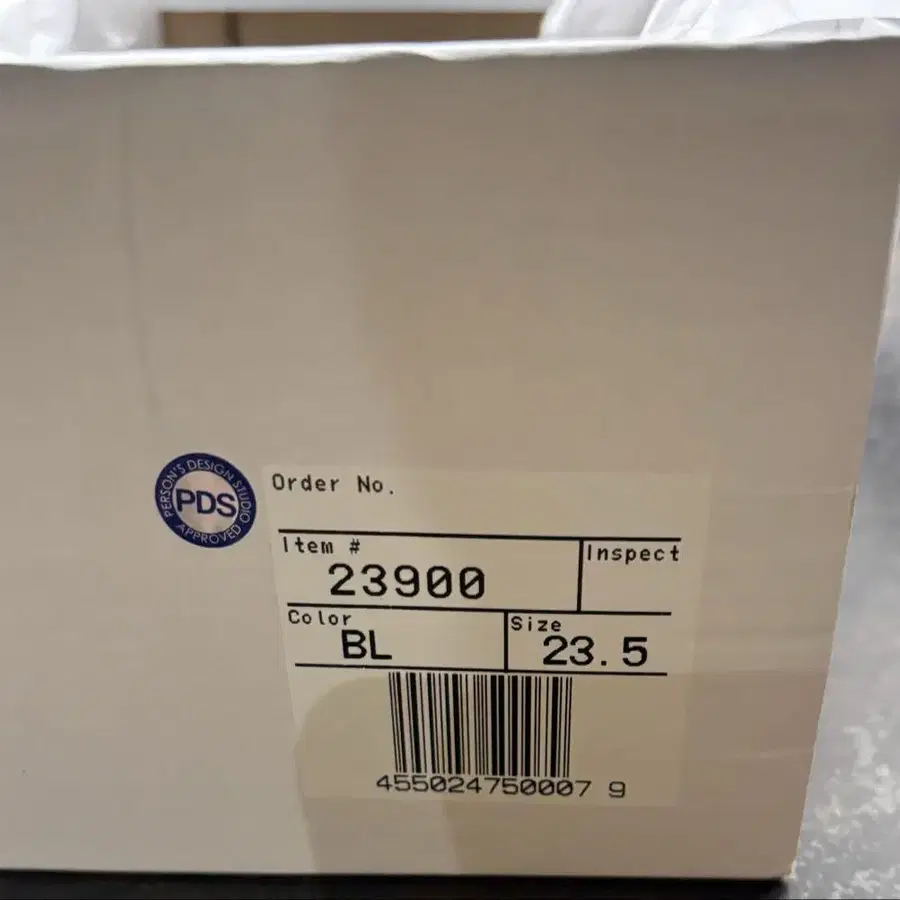 PERSON'S DESIGN STUDIO
PDS
APPROVED
Order No.
Item #
Inspect
23900
Color
Size
BL
23.5
455024750007 9